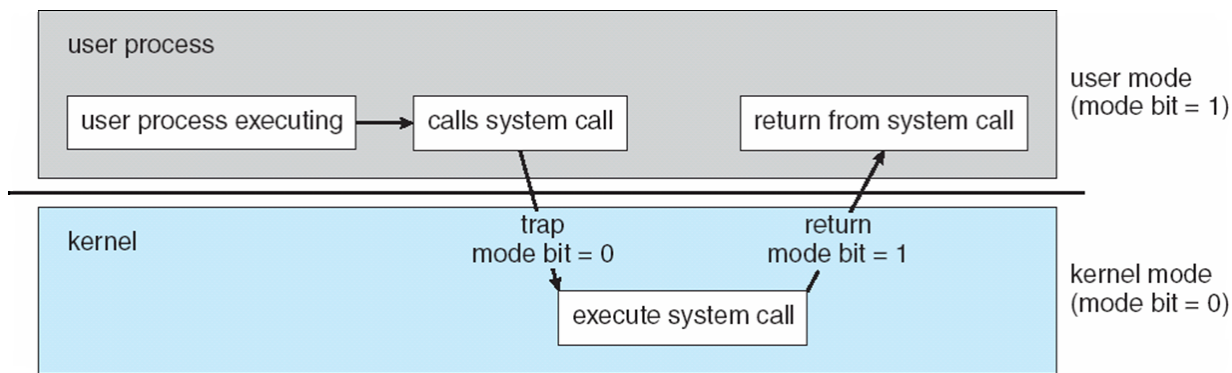 user process
user mode
(mode bit = 1)
user process executing
calls system call
return from system call
kernel
trap
mode bit = 0
return
mode bit = 1
kernel mode
(mode bit = 0)
execute system call